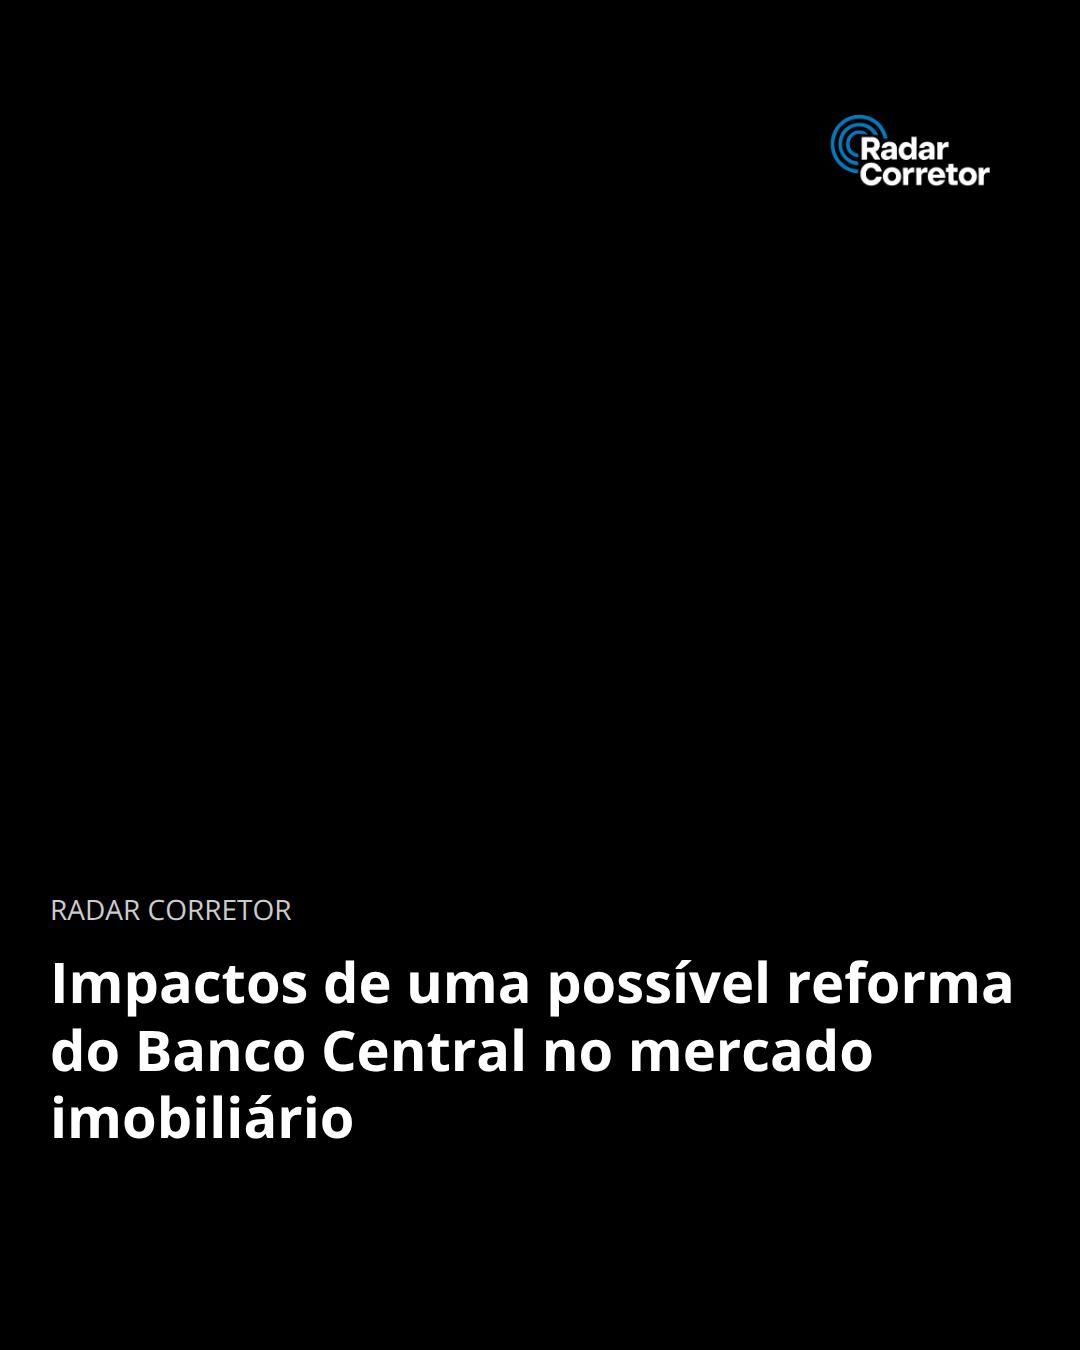 Radar
Corretor
RADAR CORRETOR
Impactos de uma possível reforma
do Banco Central no mercado
imobiliário